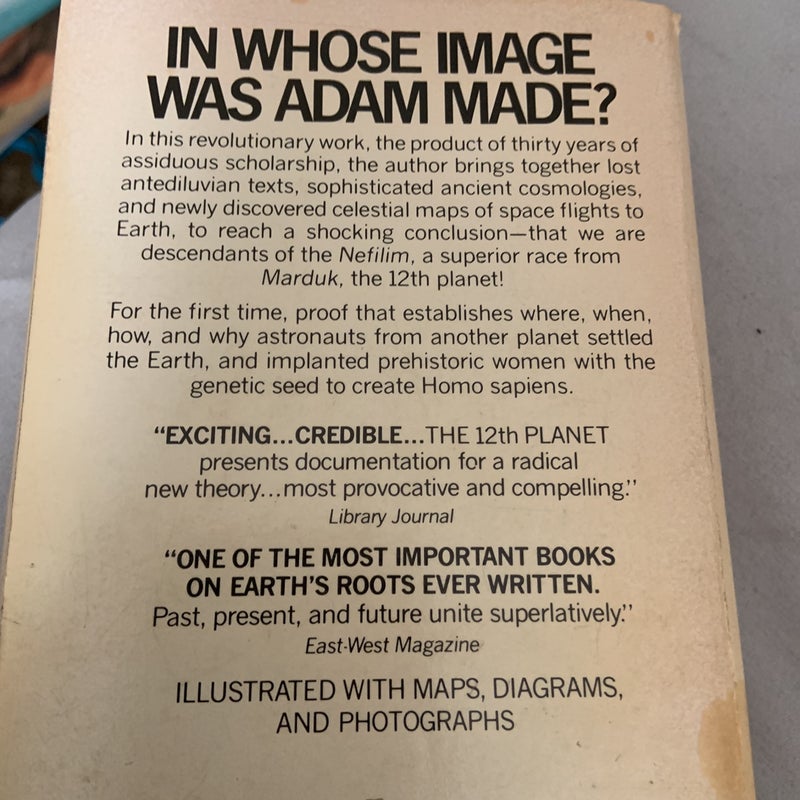 IN WHOSE IMAGE
WAS ADAM MADE?
In this revolutionary work, the product of thirty years of
assiduous scholarship, the author brings together lost
antediluvian texts, sophisticated ancient cosmologies,
and newly discovered celestial maps of space flights to
Earth, to reach a shocking conclusion—that we are
descendants of the Nefilim, a superior race from
Marduk, the 12th planet!
For the first time, proof that establishes where, when,
how, and why astronauts from another planet settled
the Earth, and implanted prehistoric women with the
genetic seed to create Homo sapiens.
“EXCITING...CREDIBLE...THE 12th PLANET
presents documentation for a radical
new theory...most provocative and compelling.”
Library Journal
“ONE OF THE MOST IMPORTANT BOOKS
ON EARTH’S ROOTS EVER WRITTEN.
Past, present, and future unite superlatively.”
East-West Magazine
ILLUSTRATED WITH MAPS, DIAGRAMS,
AND PHOTOGRAPHS